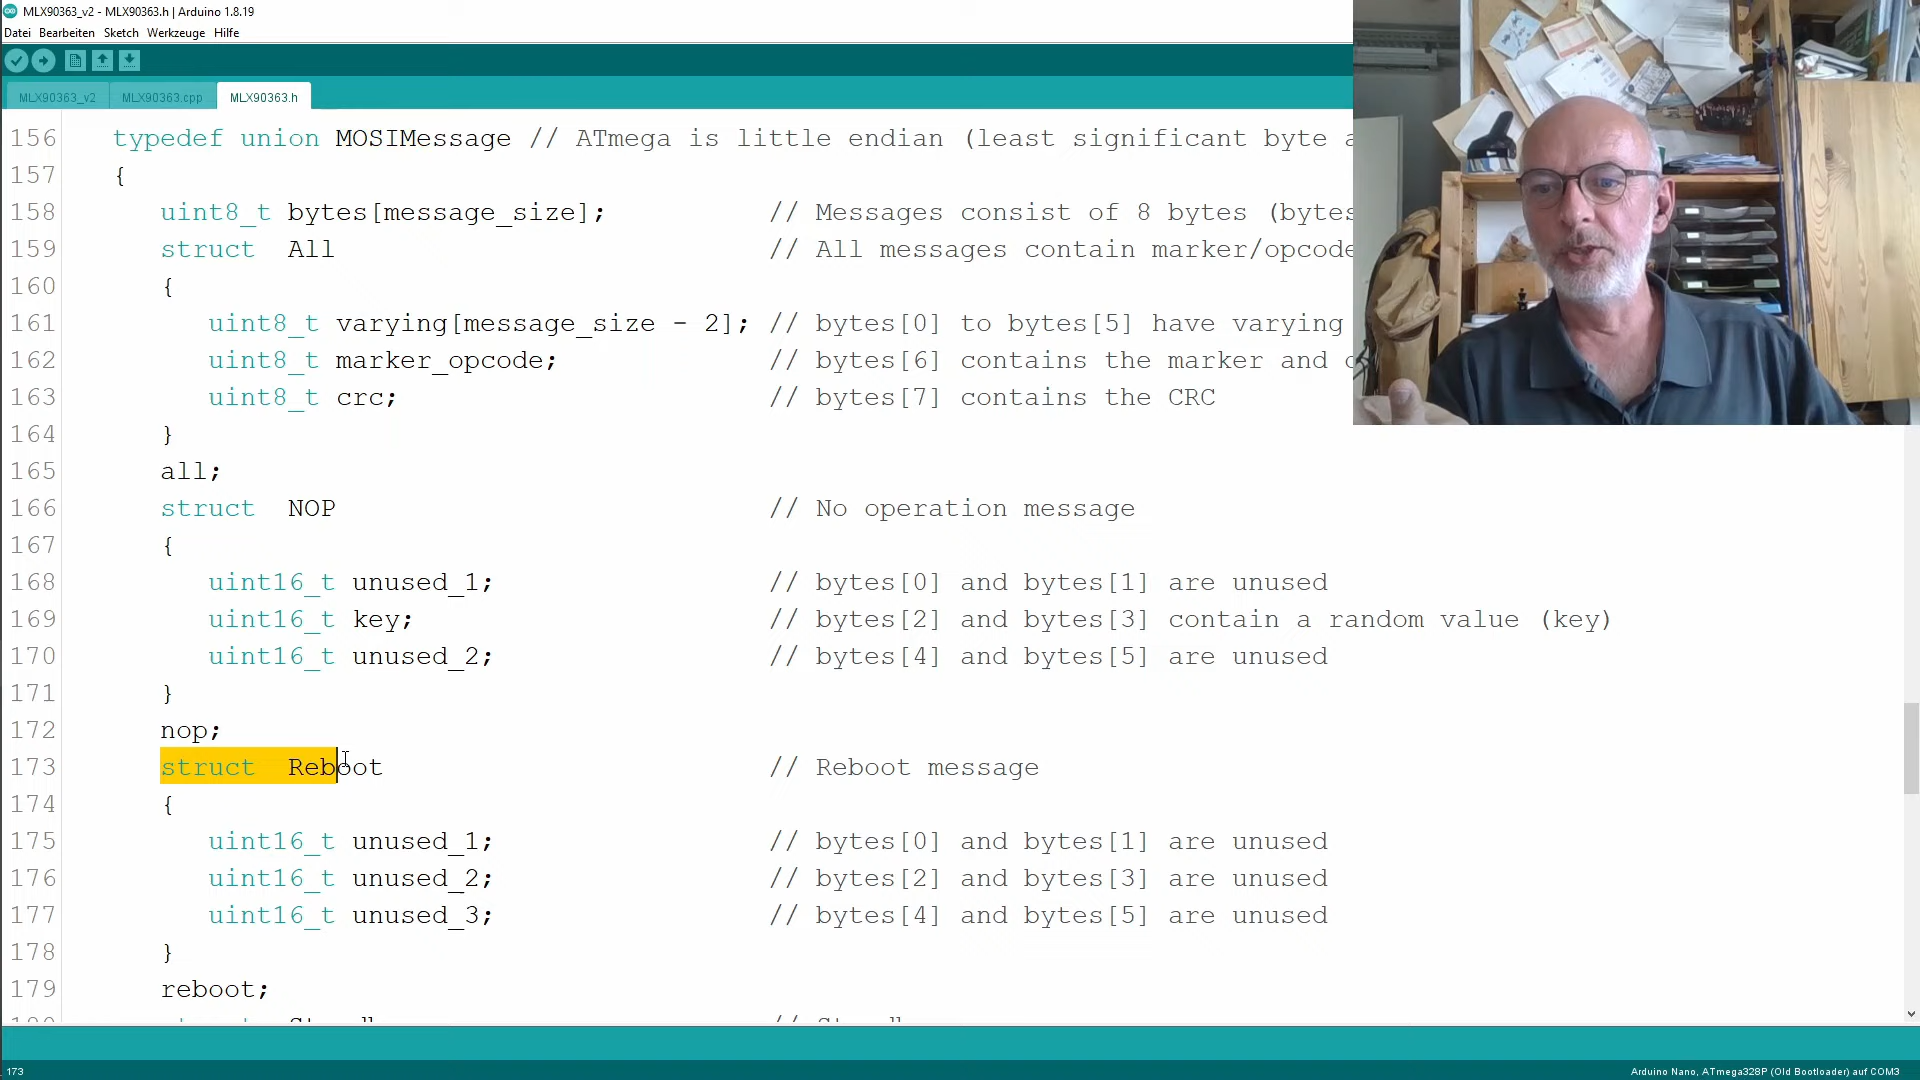 MLX90363_v2 - MLX90363.h | Arduino 1.8.19
Datei Bearbeiten Sketch Werkzeuge Hilfe
MLX90363_v2 MLX90363.cpp MLX90363.h
156 typedef union MOSIMessage // ATmega is little endian (least significant byte a
157 {
158 uint8_t bytes[message_size]; // Messages consist of 8 bytes (bytes
159 struct All // All messages contain marker/opcode
160 {
161 uint8_t varying[message_size - 2]; // bytes[0] to bytes[5] have varying
162 uint8_t marker_opcode; // bytes[6] contains the marker and
163 uint8_t crc; // bytes[7] contains the CRC
164 }
165 all;
166 struct NOP // No operation message
167 {
168 uint16_t unused_1; // bytes[0] and bytes[1] are unused
169 uint16_t key; // bytes[2] and bytes[3] contain a random value (key)
170 uint16_t unused_2; // bytes[4] and bytes[5] are unused
171 }
172 nop;
173 struct Reboot // Reboot message
174 {
175 uint16_t unused_1; // bytes[0] and bytes[1] are unused
176 uint16_t unused_2; // bytes[2] and bytes[3] are unused
177 uint16_t unused_3; // bytes[4] and bytes[5] are unused
178 }
179 reboot;
173 Arduino Nano, ATmega328P (Old Bootloader) auf COM3